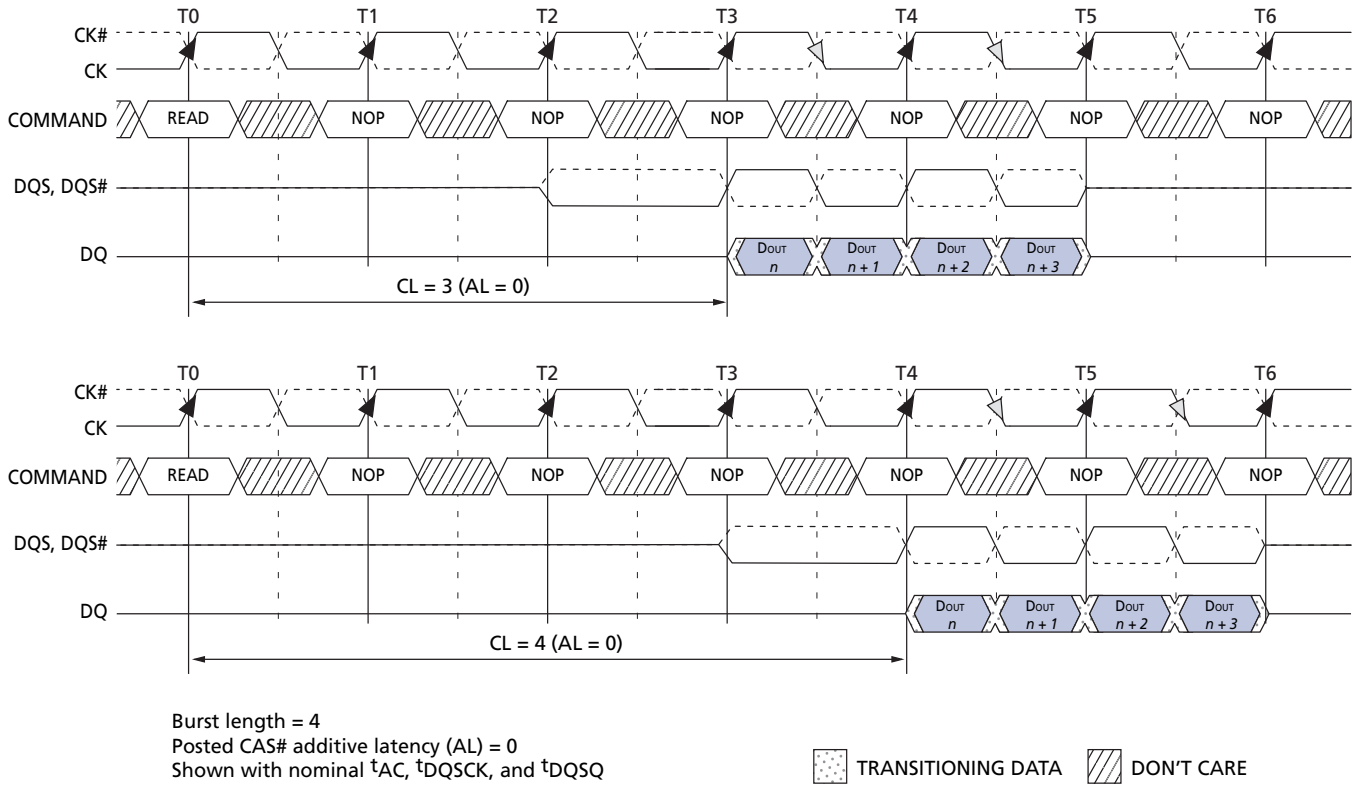 T0 T1 T2 T3 T4 T5 T6
CK#
CK
COMMAND READ NOP NOP NOP NOP NOP NOP
DQS, DQS#
DQ DOUT n DOUT n + 1 DOUT n + 2 DOUT n + 3
CL = 3 (AL = 0)
T0 T1 T2 T3 T4 T5 T6
CK#
CK
COMMAND READ NOP NOP NOP NOP NOP NOP
DQS, DQS#
DQ DOUT n DOUT n + 1 DOUT n + 2 DOUT n + 3
CL = 4 (AL = 0)
Burst length = 4
Posted CAS# additive latency (AL) = 0
Shown with nominal tAC, tDQSCK, and tDQSQ
TRANSITIONING DATA DON'T CARE